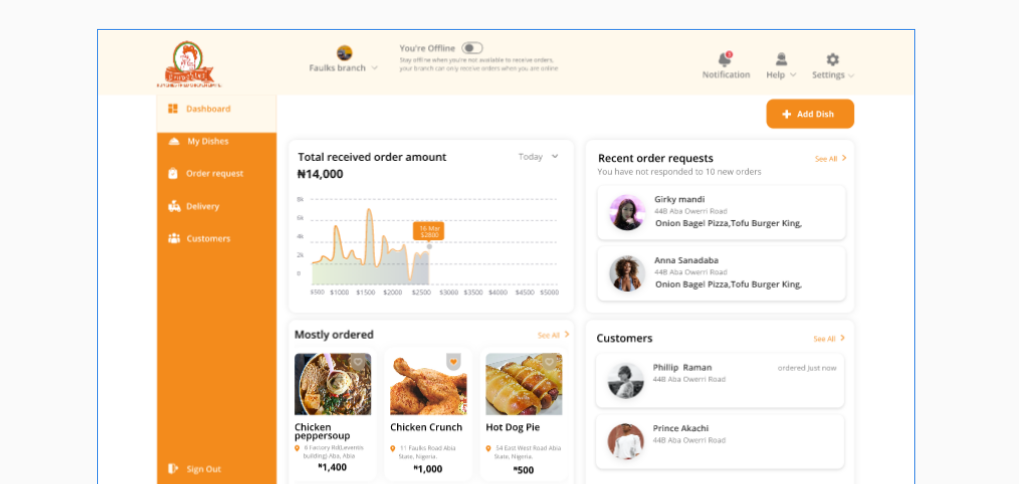 You're Offline
Stay offline when you're not available to receive orders,
your branch can only receive orders when you are online
Faulks branch
Notification
Help
Settings
Dashboard
My Dishes
Order request
Delivery
Customers
Sign Out
Add Dish
Total received order amount
Today
₦14,000
8k
6k
4k
2k
0
16 Mar
$2800
$1000 $1500 $2000 $2500 $3000 $3500 $4000 $4500 $5000
Recent order requests
See All
You have not responded to 10 new orders
Girky mandi
44B Aba Owerri Road
Onion Bagel Pizza,Tofu Burger King,
Anna Sanadaba
44B Aba Owerri Road
Onion Bagel Pizza,Tofu Burger King,
Mostly ordered
See All
Chicken
peppersoup
building) Aba, Abia
₦1,400
Chicken Crunch
11 Faulks Road Abia
State, Nigeria.
₦1,000
Hot Dog Pie
54 East West Road Abia
State, Nigeria.
₦500
Customers
See All
Phillip Raman
ordered just now
44B Aba Owerri Road
Prince Akachi
44B Aba Owerri Road